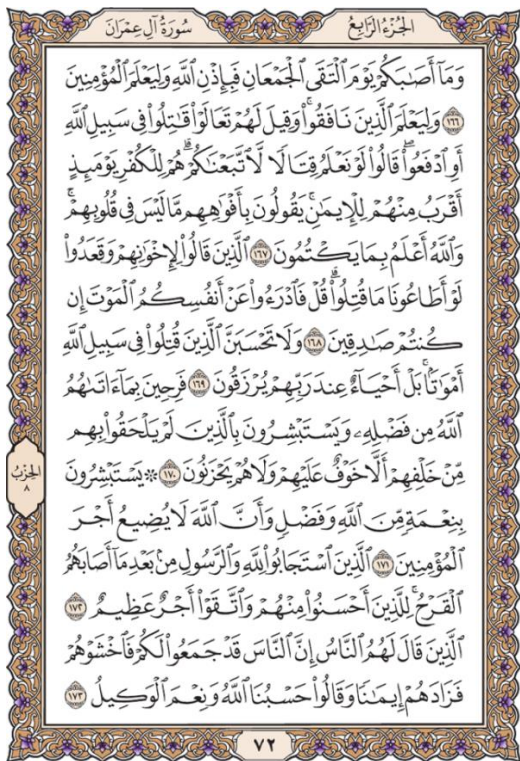 الجُزْءُ الرَّابِعُ
سُورَةُ آلِ عِمْرَانَ
وَمَآ أَصَٰبَكُمْ يَوْمَ ٱلْتَقَى ٱلْجَمْعَانِ فَبِإِذْنِ ٱللَّهِ وَلِيَعْلَمَ ٱلْمُؤْمِنِينَ
١٦٦ وَلِيَعْلَمَ ٱلَّذِينَ نَافَقُوا۟ۚ وَقِيلَ لَهُمْ تَعَالَوْا۟ قَٰتِلُوا۟ فِى سَبِيلِ ٱللَّهِ
أَوِ ٱدْفَعُوا۟ۖ قَالُوا۟ لَوْ نَعْلَمُ قِتَالًا لَّٱتَّبَعْنَٰكُمْۗ هُمْ لِلْكُفْرِ يَوْمَئِذٍ
أَقْرَبُ مِنْهُمْ لِلْإِيمَٰنِۚ يَقُولُونَ بِأَفْوَٰهِهِم مَّا لَيْسَ فِى قُلُوبِهِمْۚ
وَٱللَّهُ أَعْلَمُ بِمَا يَكْتُمُونَ ١٦٧ ٱلَّذِينَ قَالُوا۟ لِإِخْوَٰنِهِمْ وَقَعَدُوا۟
لَوْ أَطَاعُونَا مَا قُتِلُوا۟ۗ قُلْ فَٱدْرَءُوا۟ عَنْ أَنفُسِكُمُ ٱلْمَوْتَ إِن
كُنتُمْ صَٰدِقِينَ ١٦٨ وَلَا تَحْسَبَنَّ ٱلَّذِينَ قُتِلُوا۟ فِى سَبِيلِ ٱللَّهِ
أَمْوَٰتًۢاۚ بَلْ أَحْيَآءٌ عِندَ رَبِّهِمْ يُرْزَقُونَ ١٦٩ فَرِحِينَ بِمَآ ءَاتَىٰهُمُ
ٱللَّهُ مِن فَضْلِهِۦ وَيَسْتَبْشِرُونَ بِٱلَّذِينَ لَمْ يَلْحَقُوا۟ بِهِم
مِّنْ خَلْفِهِمْ أَلَّا خَوْفٌ عَلَيْهِمْ وَلَا هُمْ يَحْزَنُونَ ١٧٠ ۞ يَسْتَبْشِرُونَ
بِنِعْمَةٍ مِّنَ ٱللَّهِ وَفَضْلٍ وَأَنَّ ٱللَّهَ لَا يُضِيعُ أَجْرَ
ٱلْمُؤْمِنِينَ ١٧١ ٱلَّذِينَ ٱسْتَجَابُوا۟ لِلَّهِ وَٱلرَّسُولِ مِنۢ بَعْدِ مَآ أَصَابَهُمُ
ٱلْقَرْحُۚ لِلَّذِينَ أَحْسَنُوا۟ مِنْهُمْ وَٱتَّقَوْا۟ أَجْرٌ عَظِيمٌ ١٧٢
ٱلَّذِينَ قَالَ لَهُمُ ٱلنَّاسُ إِنَّ ٱلنَّاسَ قَدْ جَمَعُوا۟ لَكُمْ فَٱخْشَوْهُمْ
فَزَادَهُمْ إِيمَٰنًا وَقَالُوا۟ حَسْبُنَا ٱللَّهُ وَنِعْمَ ٱلْوَكِيلُ ١٧٣
الحِزْبُ
٨
٧٢